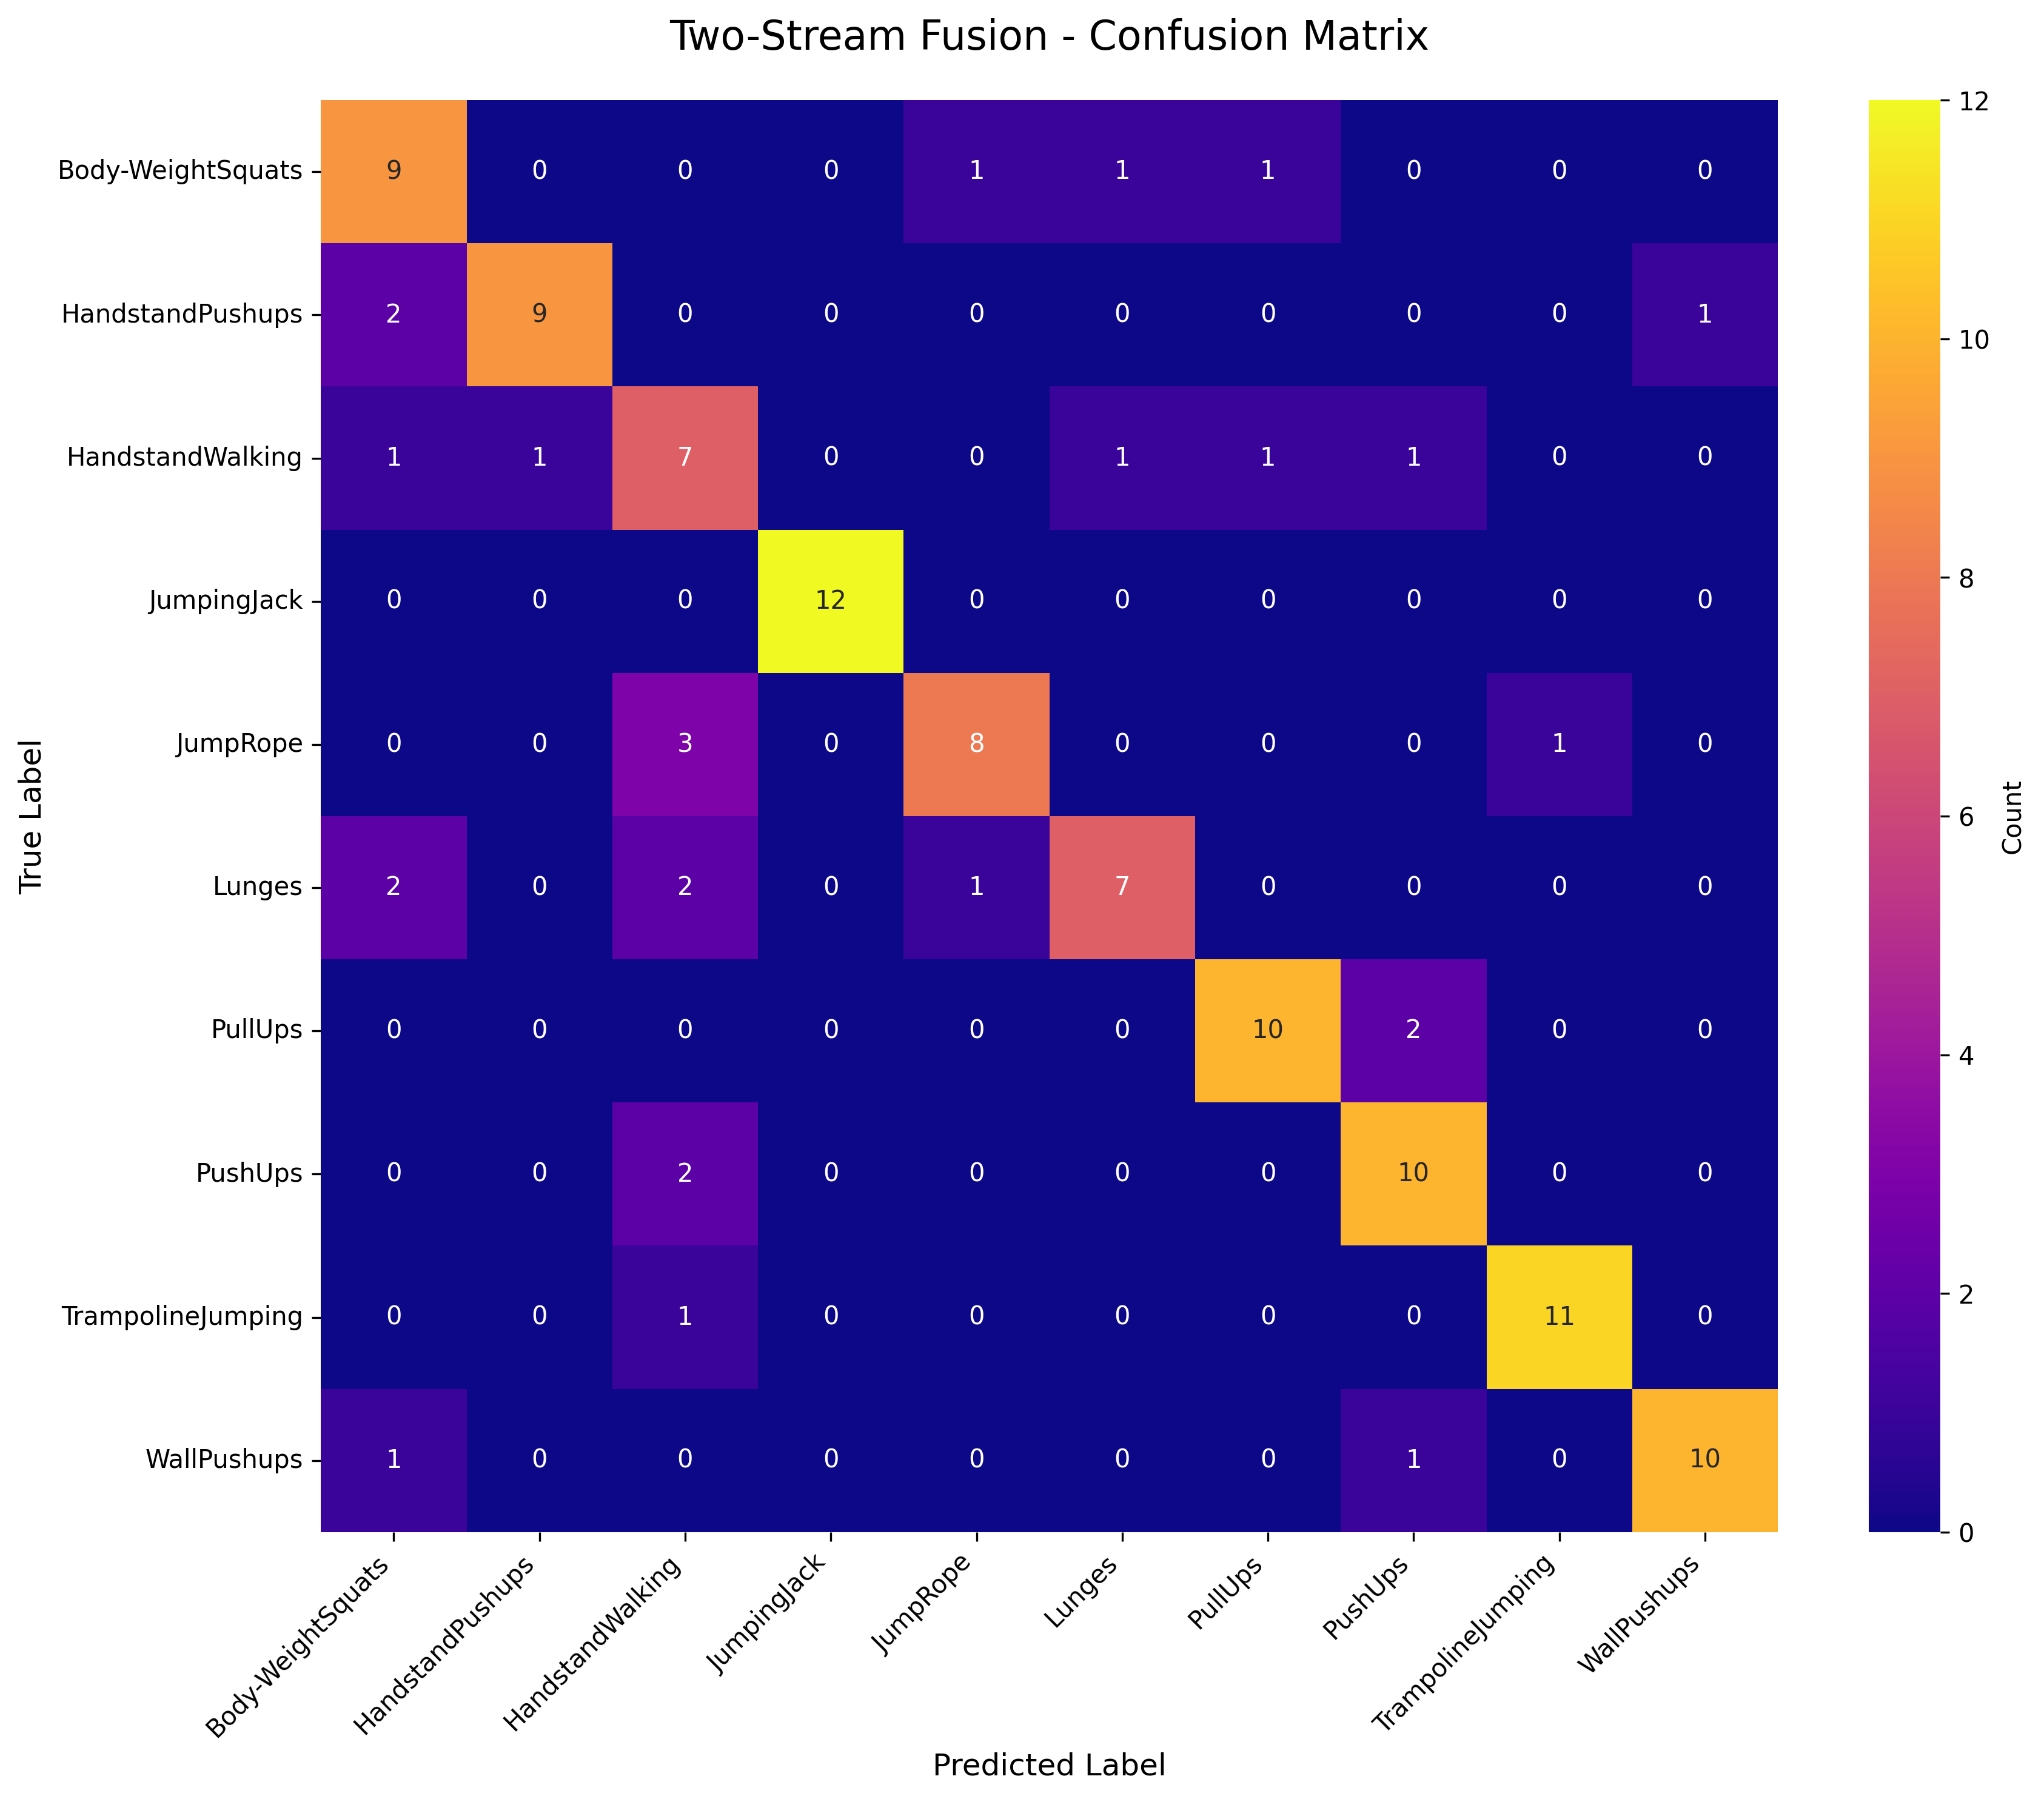 Two-Stream Fusion - Confusion Matrix
True Label
Body-WeightSquats 9 0 0 0 1 1 1 0 0 0
HandstandPushups 2 9 0 0 0 0 0 0 0 1
HandstandWalking 1 1 7 0 0 1 1 1 0 0
JumpingJack 0 0 0 12 0 0 0 0 0 0
JumpRope 0 0 3 0 8 0 0 0 1 0
Lunges 2 0 2 0 1 7 0 0 0 0
PullUps 0 0 0 0 0 0 10 2 0 0
PushUps 0 0 2 0 0 0 0 10 0 0
TrampolineJumping 0 0 1 0 0 0 0 0 11 0
WallPushups 1 0 0 0 0 0 0 1 0 10
Body-WeightSquats
HandstandPushups
HandstandWalking
JumpingJack
JumpRope
Lunges
PullUps
PushUps
TrampolineJumping
WallPushups
Predicted Label
12
10
8
6
4
2
0
Count